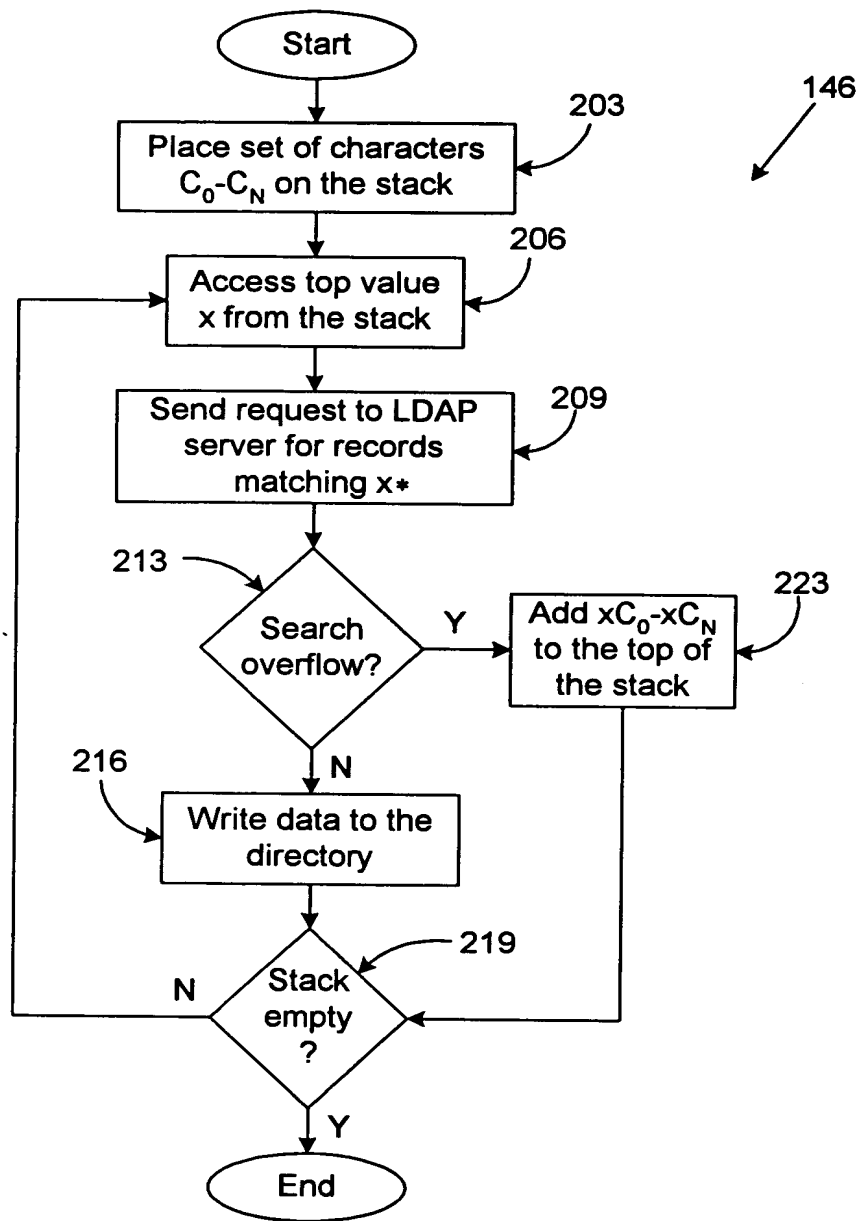 Start
146
203
Place set of characters
C₀-C_N on the stack
206
Access top value
x from the stack
209
Send request to LDAP
server for records
matching x*
213
Search
overflow?
Y
223
Add xC₀-xC_N
to the top of
the stack
N
216
Write data to the
directory
219
Stack
empty
?
N
Y
End